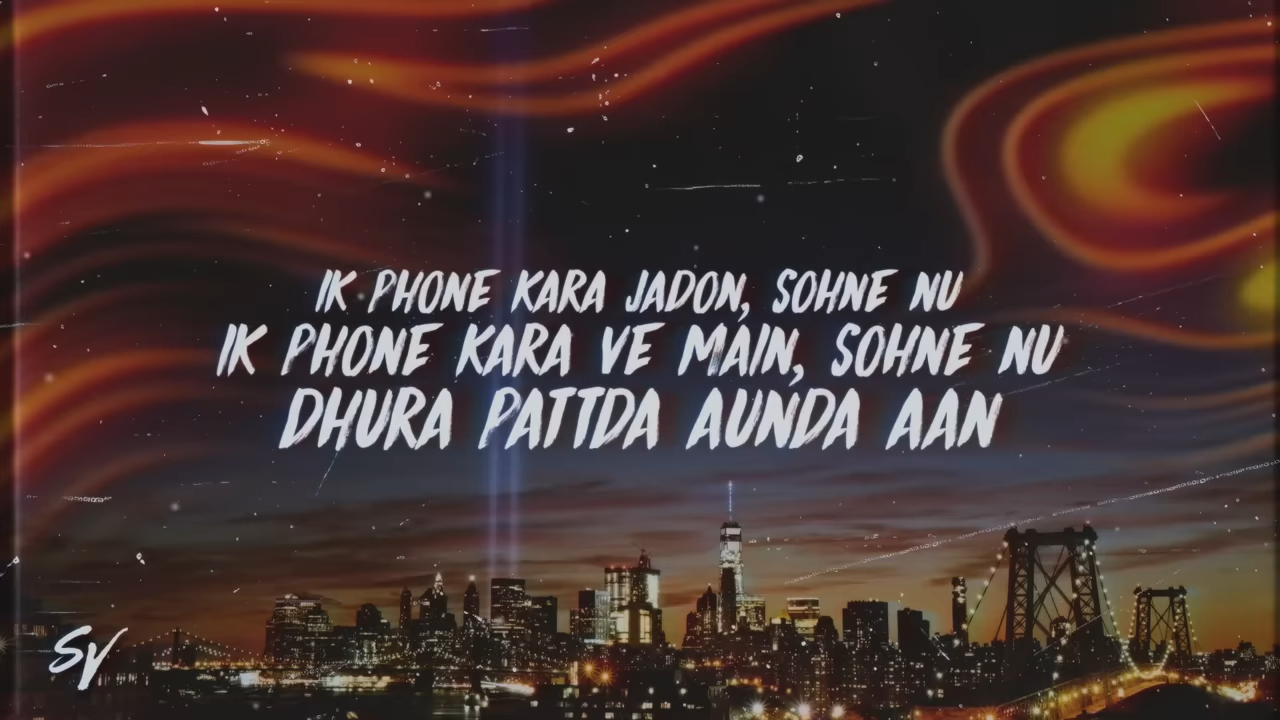 IK PHONE KARA JADON, SOHNE NU
IK PHONE KARA VE MAIN, SOHNE NU
DHURA PATTDA AUNDA AAN
SV